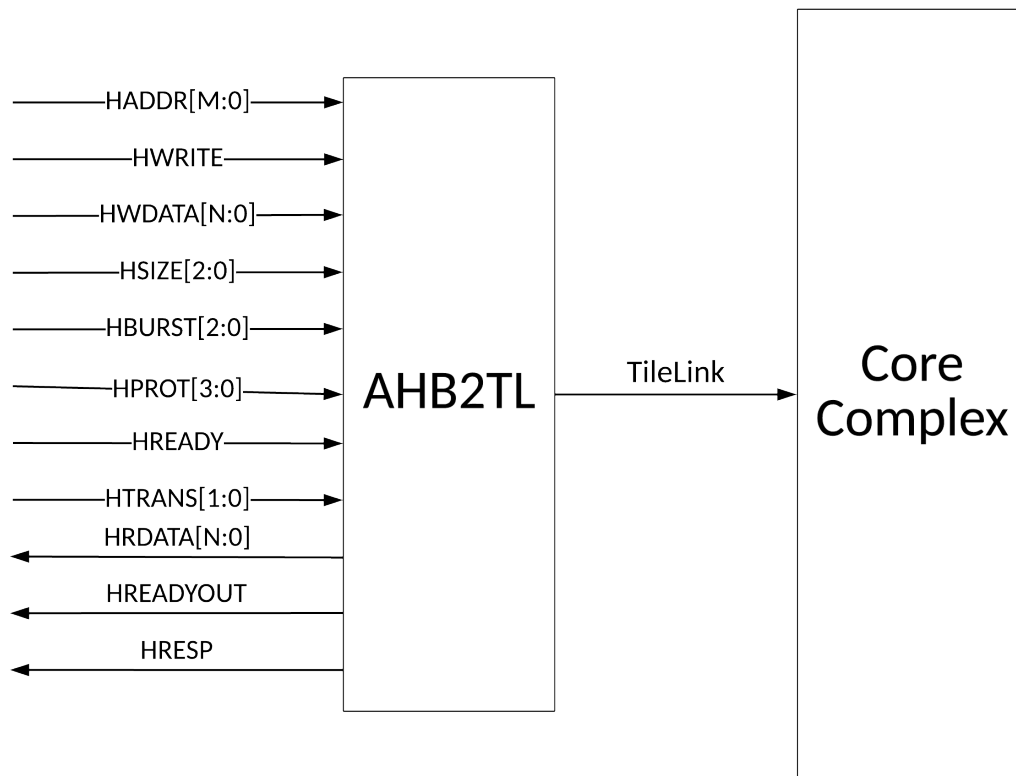 HADDR[M:0]
HWRITE
HWDATA[N:0]
HSIZE[2:0]
HBURST[2:0]
HPROT[3:0]
HREADY
HTRANS[1:0]
HRDATA[N:0]
HREADYOUT
HRESP
AHB2TL
TileLink
Core
Complex